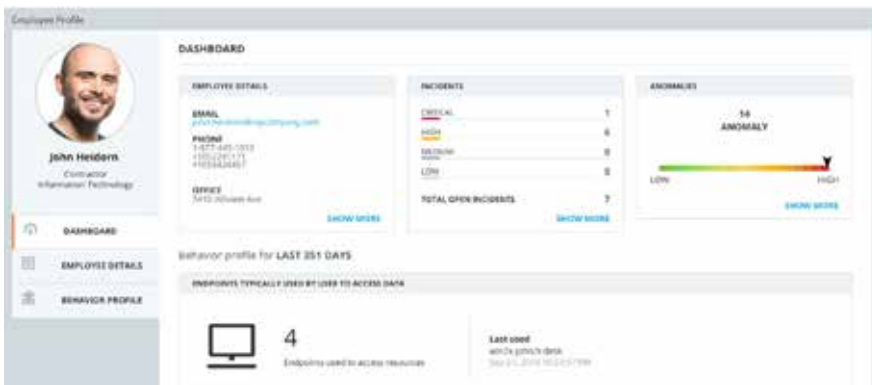 Employee Profile
John Heidorn
Contractor
Information Technology
DASHBOARD
EMPLOYEE DETAILS
BEHAVIOR PROFILE
DASHBOARD
EMPLOYEE DETAILS
EMAIL
PHONE
OFFICE
SHOW MORE
INCIDENTS
CRITICAL 1
HIGH 6
MEDIUM 0
LOW 0
TOTAL OPEN INCIDENTS 7
SHOW MORE
ANOMALIES
ANOMALY
LOW HIGH
SHOW MORE
Behavior profile for LAST 351 DAYS
ENDPOINTS TYPICALLY USED BY USER TO ACCESS DATA
4
Endpoints used to access resources
Last used